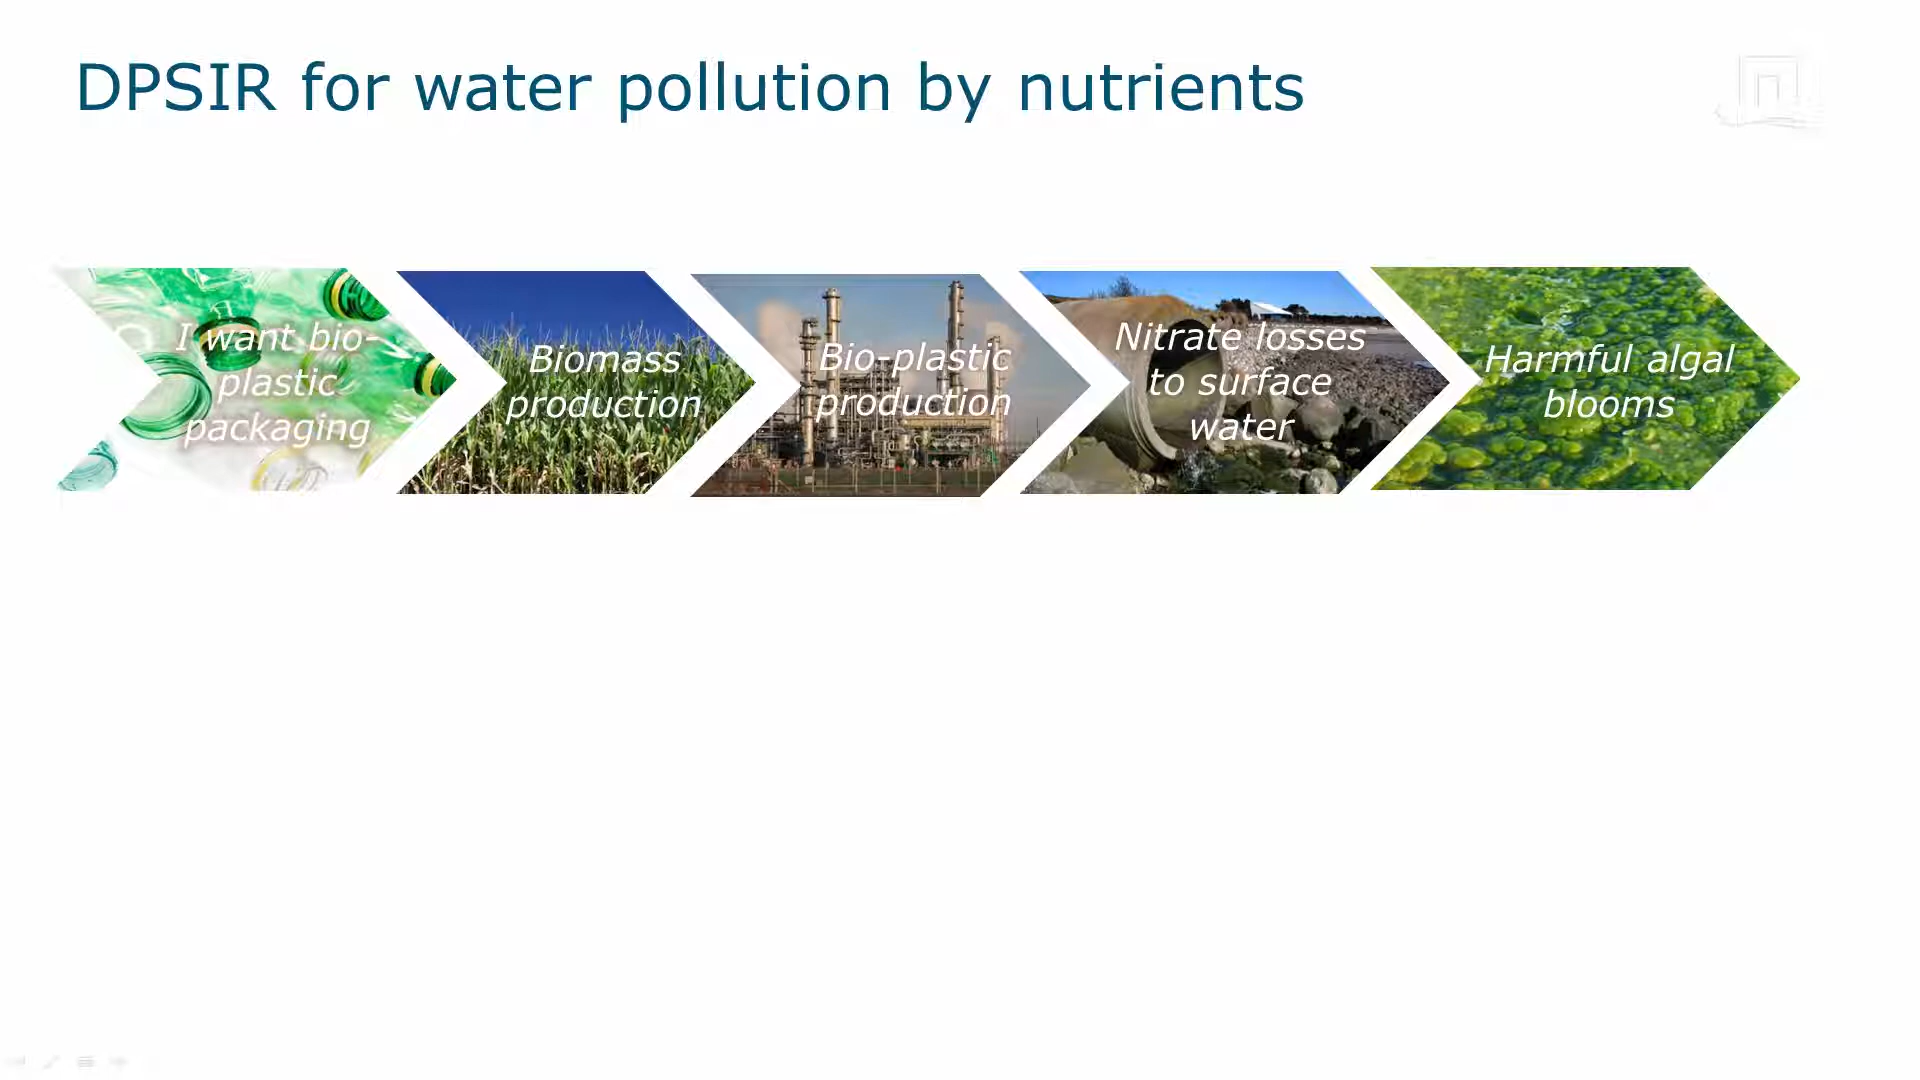 DPSIR for water pollution by nutrients
I want bio-
plastic
packaging
Biomass
production
Bio-plastic
production
Nitrate losses
to surface
water
Harmful algal
blooms